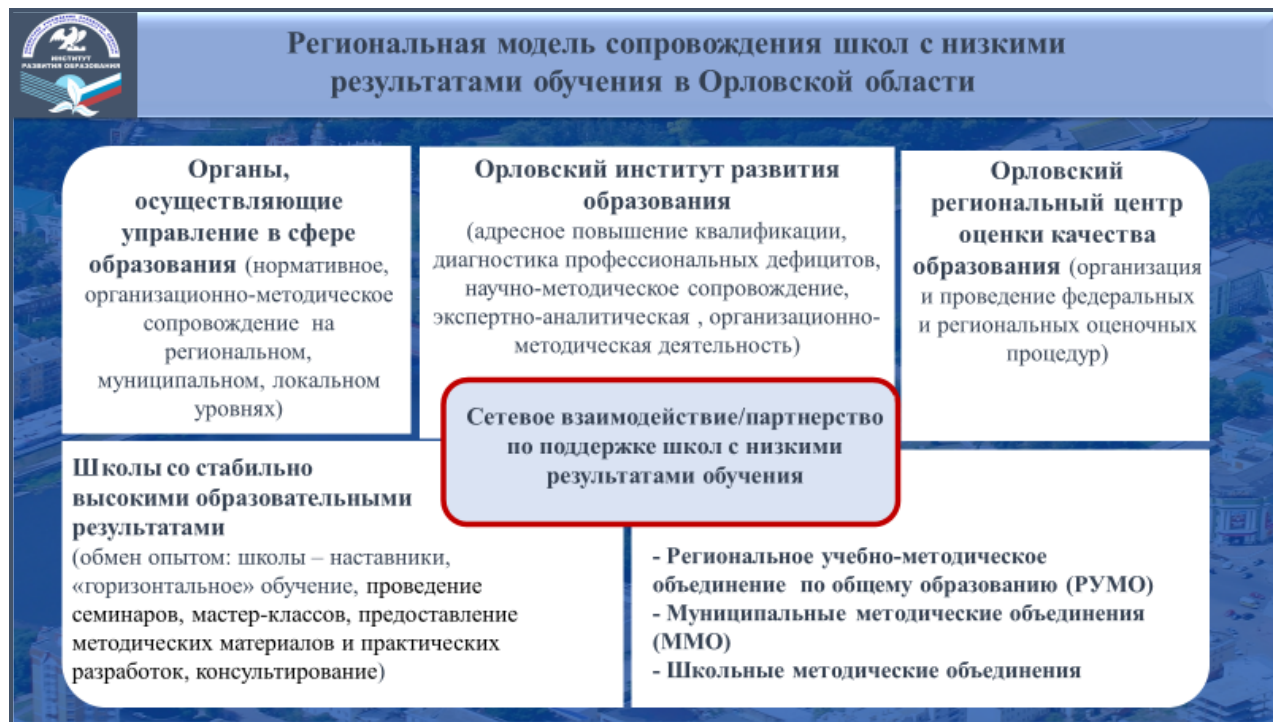 ИНСТИТУТ
РАЗВИТИЯ ОБРАЗОВАНИЯ
Региональная модель сопровождения школ с низкими
результатами обучения в Орловской области
Органы,
осуществляющие
управление в сфере
образования (нормативное,
организационно-методическое
сопровождение на
региональном,
муниципальном, локальном
уровнях)
Орловский институт развития
образования
(адресное повышение квалификации,
диагностика профессиональных дефицитов,
научно-методическое сопровождение,
экспертно-аналитическая , организационно-
методическая деятельность)
Орловский
региональный центр
оценки качества
образования (организация
и проведение федеральных
и региональных оценочных
процедур)
Сетевое взаимодействие/партнерство
по поддержке школ с низкими
результатами обучения
Школы со стабильно
высокими образовательными
результатами
(обмен опытом: школы – наставники,
«горизонтальное» обучение, проведение
семинаров, мастер-классов, предоставление
методических материалов и практических
разработок, консультирование)
- Региональное учебно-методическое
объединение по общему образованию (РУМО)
- Муниципальные методические объединения
(ММО)
- Школьные методические объединения